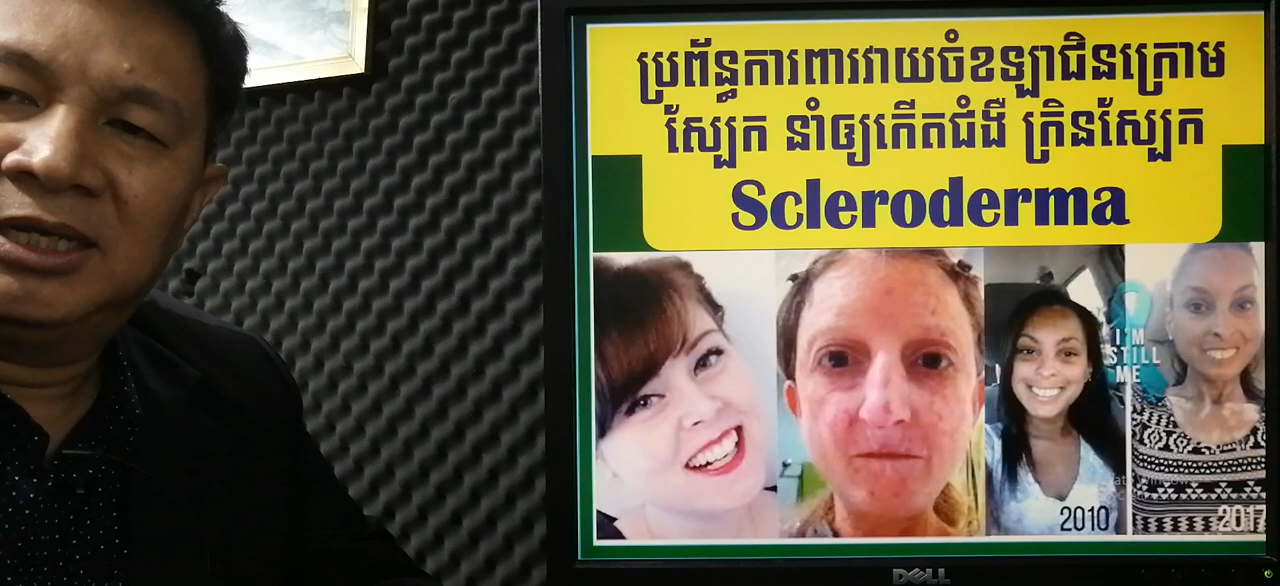 ប្រព័ន្ធការពារវាយចំខឡាជិនក្រោម
ស្បែក នាំឲ្យកើតជំងឺ ក្រិនស្បែក
Scleroderma
I'M
STILL
ME
2010
2017
DELL